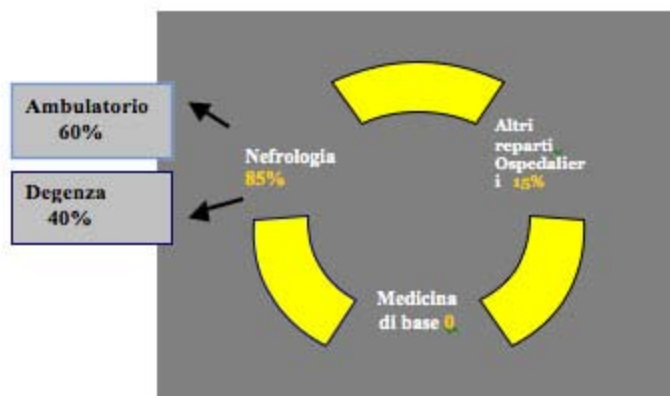 Ambulatorio
60%
Degenza
40%
Nefrologia
85%
Altri
reparti
Ospedalier
i 15%
Medicina
di base 0